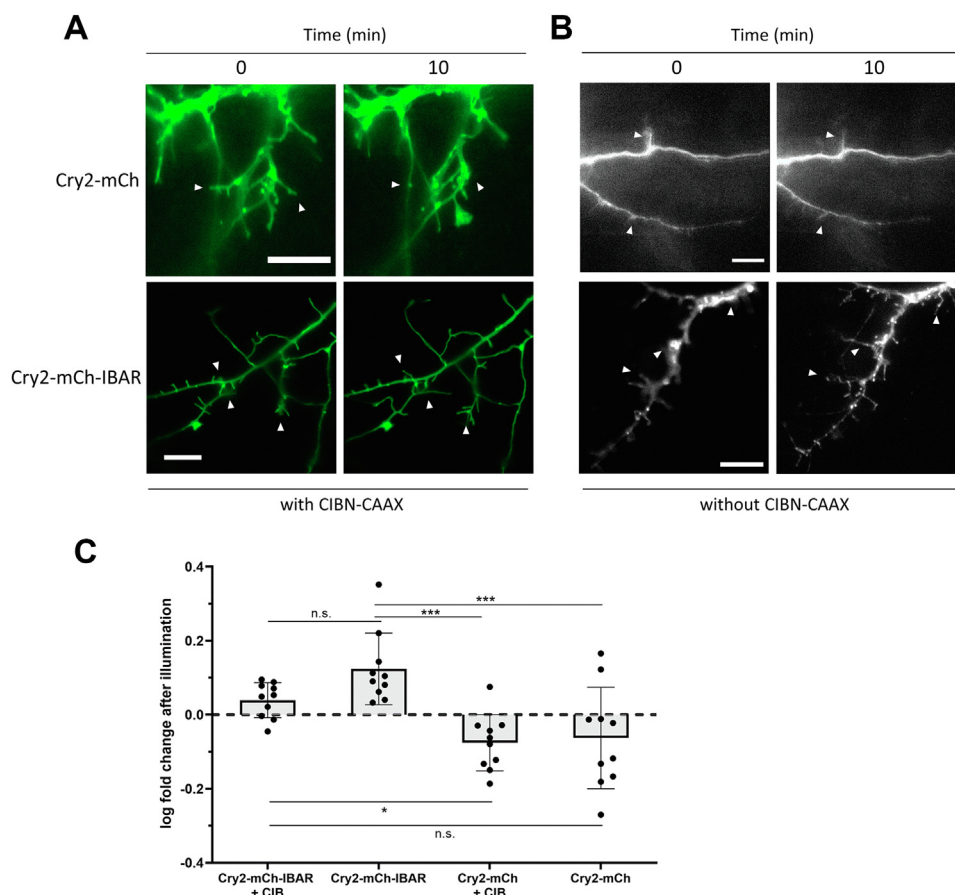 A
B
Time (min)
Time (min)
0
10
0
10
Cry2-mCh
Cry2-mCh-IBAR
with CIBN-CAAX
without CIBN-CAAX
C
log fold change after illumination
0.4
0.2
0.0
-0.2
-0.4
n.s.
***
***
*
n.s.
Cry2-mCh-IBAR
+ CIB
Cry2-mCh-IBAR
Cry2-mCh
+ CIB
Cry2-mCh